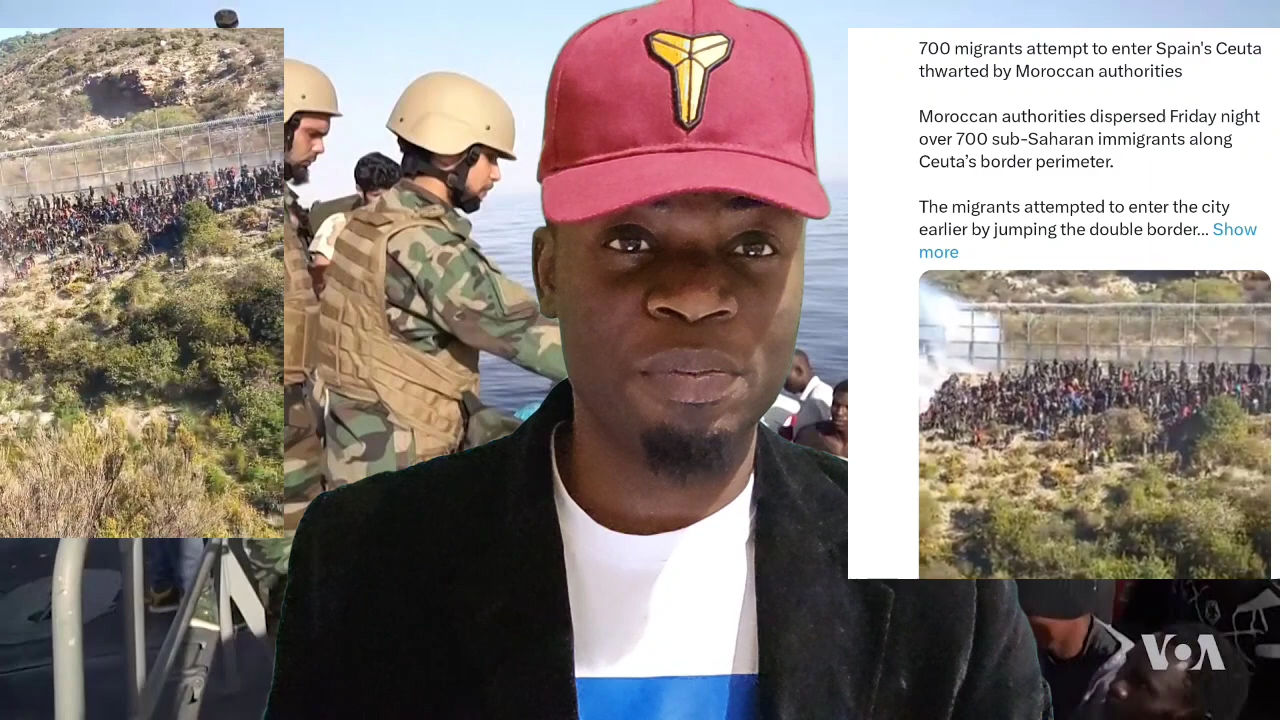 700 migrants attempt to enter Spain's Ceuta
thwarted by Moroccan authorities
Moroccan authorities dispersed Friday night
over 700 sub-Saharan immigrants along
Ceuta’s border perimeter.
The migrants attempted to enter the city
earlier by jumping the double border... Show
more
VOA